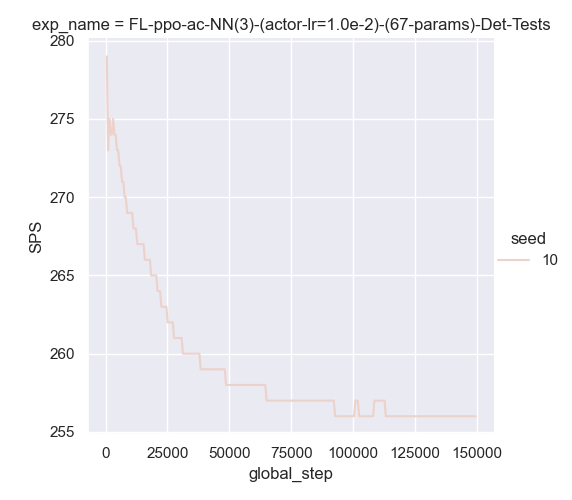 exp_name = FL-ppo-ac-NN(3)-(actor-lr=1.0e-2)-(67-params)-Det-Tests
280
275
270
265
260
255
SPS
0 25000 50000 75000 100000 125000 150000
global_step
seed
10